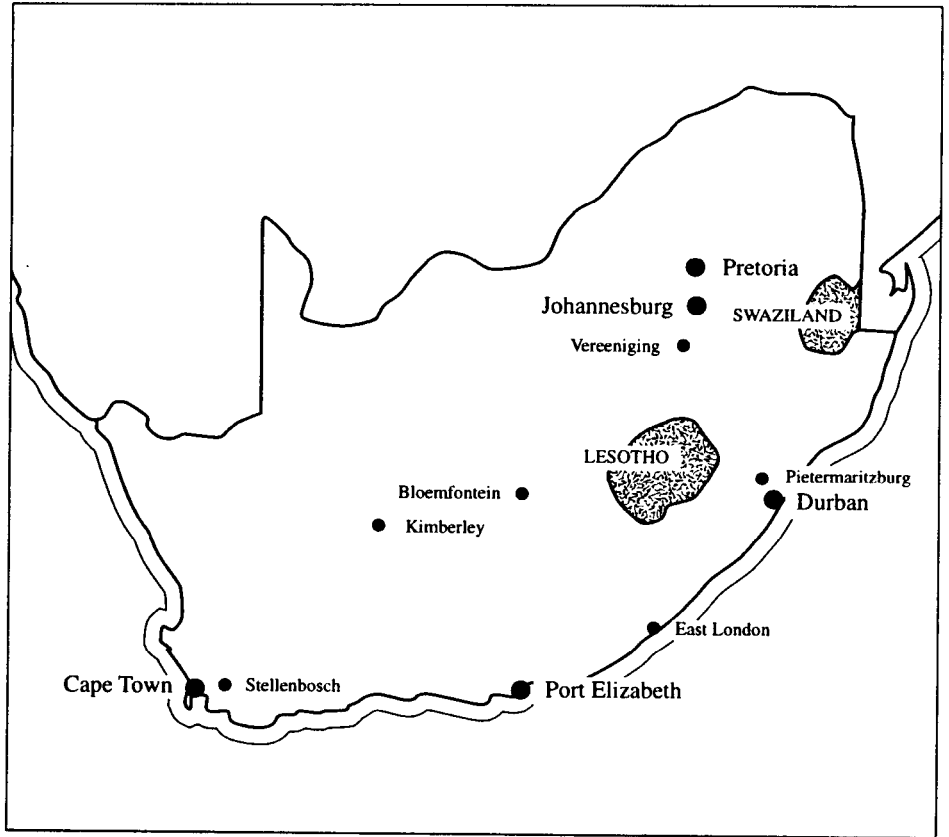 Pretoria
Johannesburg
SWAZILAND
Vereeniging
LESOTHO
Pietermaritzburg
Bloemfontein
Durban
Kimberley
East London
Cape Town
Stellenbosch
Port Elizabeth